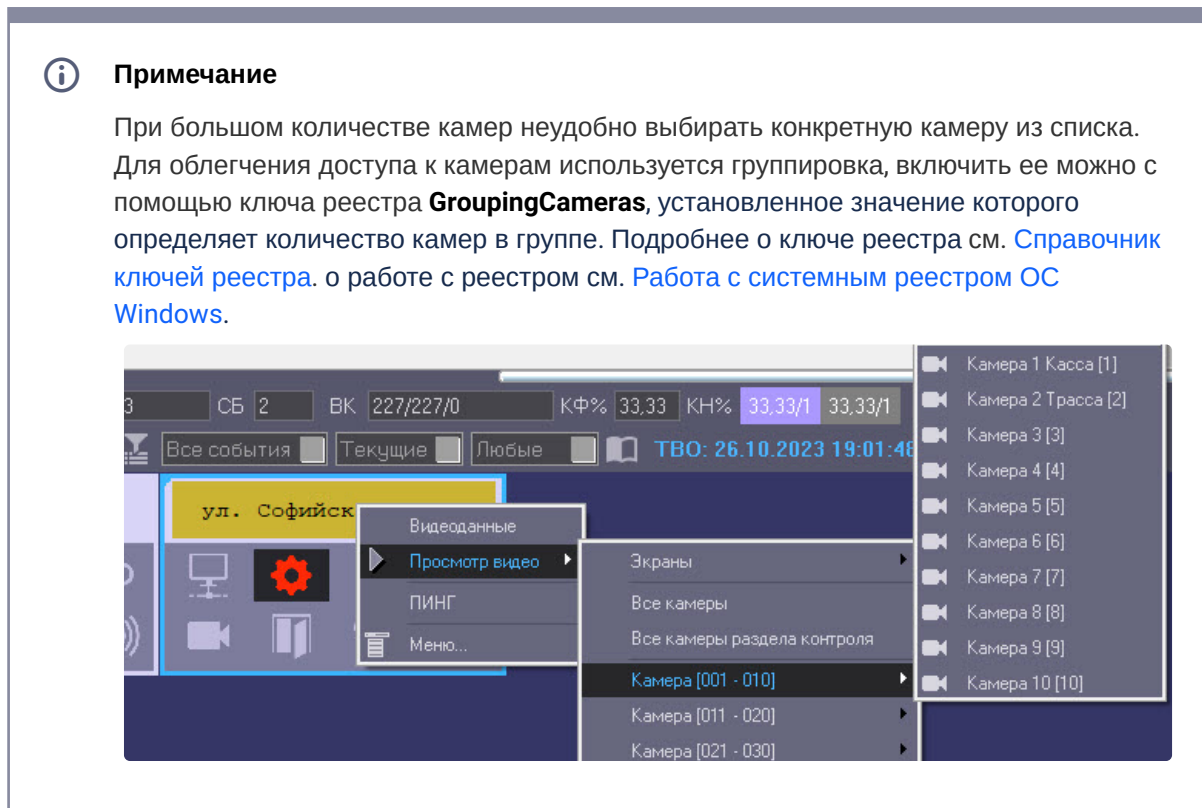 Примечание
При большом количестве камер неудобно выбирать конкретную камеру из списка.
Для облегчения доступа к камерам используется группировка, включить ее можно с
помощью ключа реестра GroupingCameras, установленное значение которого
определяет количество камер в группе. Подробнее о ключе реестра см. Справочник
ключей реестра. о работе с реестром см. Работа с системным реестром ОС
Windows.
3 СБ 2 ВК 227/227/0 КФ% 33,33 КН% 33,33/1 33,33/1
Все события Текущие Любые ТВО: 26.10.2023 19:01:48
ул. Софийск
Видеоданные
Просмотр видео
ПИНГ
Меню...
Экраны
Все камеры
Все камеры раздела контроля
Камера [001 - 010]
Камера [011 - 020]
Камера [021 - 030]
Камера 1 Касса [1]
Камера 2 Трасса [2]
Камера 3 [3]
Камера 4 [4]
Камера 5 [5]
Камера 6 [6]
Камера 7 [7]
Камера 8 [8]
Камера 9 [9]
Камера 10 [10]